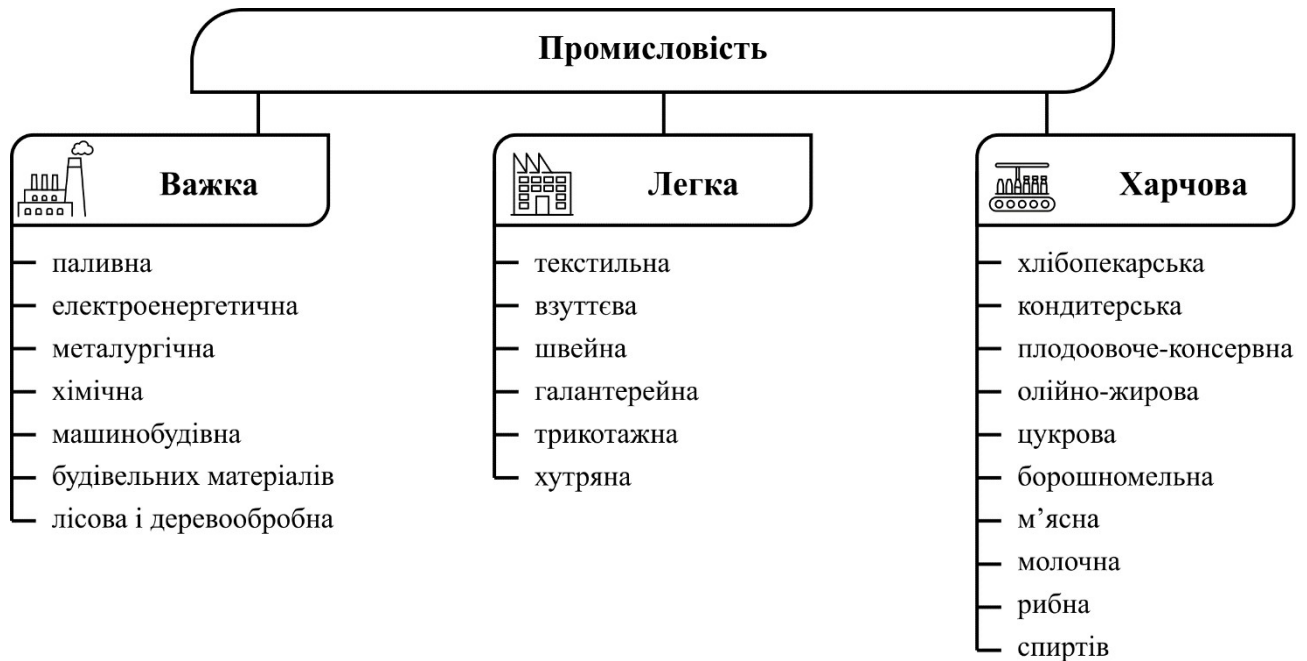 Промисловість
Важка
паливна
електроенергетична
металургічна
хімічна
машинобудівна
будівельних матеріалів
лісова і деревообробна
Легка
текстильна
взуттєва
швейна
галантерейна
трикотажна
хутряна
Харчова
хлібопекарська
кондитерська
плодоовоче-консервна
олійно-жирова
цукрова
борошномельна
м’ясна
молочна
рибна
спиртів